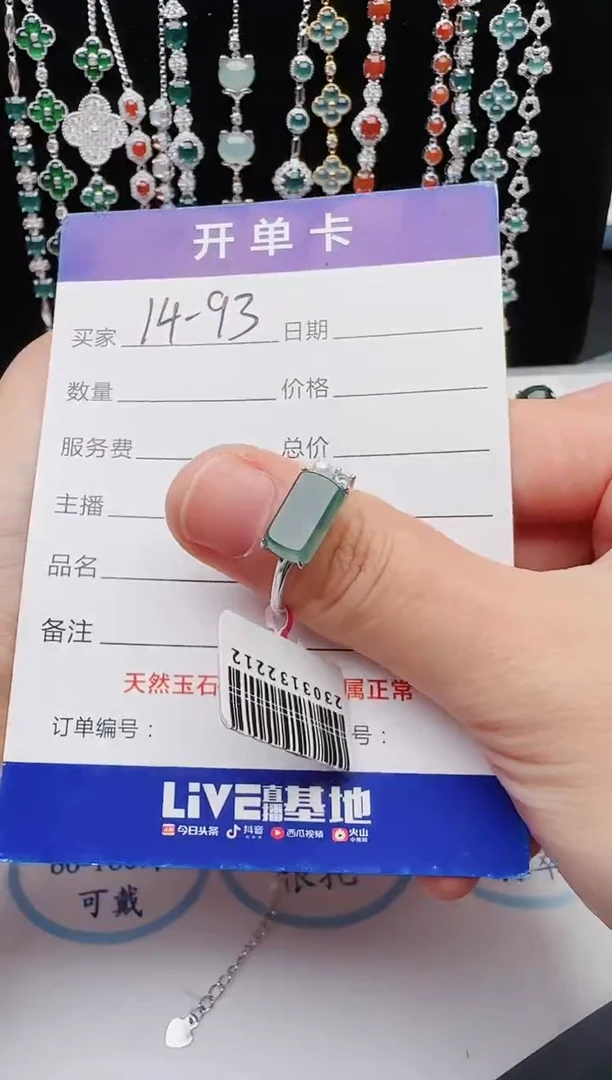 开单卡
买家 14-93 日期
数量 价格
服务费 总价
主播
品名
备注
天然玉石 属正常
订单编号: 号:
2303132212
LiVE直播基地
今日头条 抖音 西瓜视频 火山
可戴